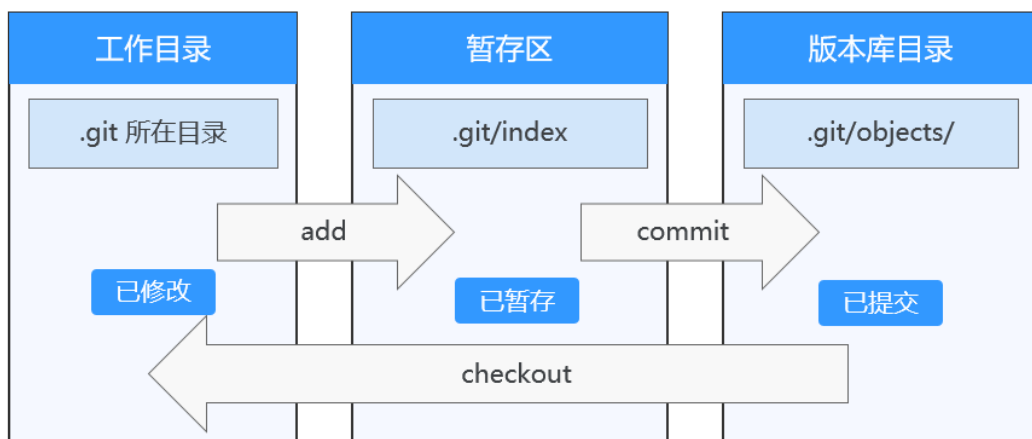 工作目录
暂存区
版本库目录
.git 所在目录
.git/index
.git/objects/
add
commit
已修改
已暂存
已提交
checkout